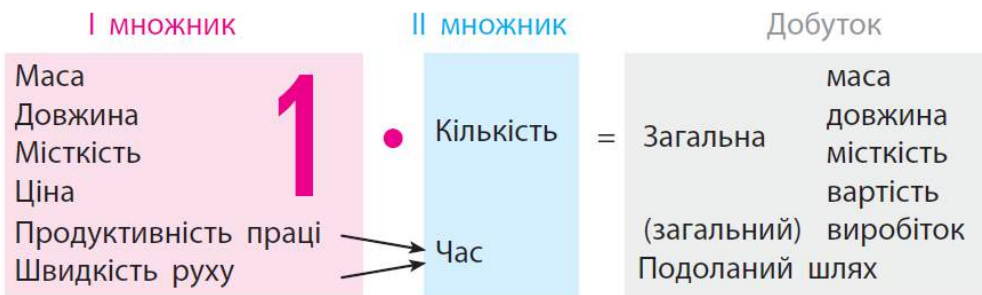 І множник
ІІ множник
Добуток
Маса
Довжина
Місткість
Ціна
Продуктивність праці
Швидкість руху
1
•
Кількість
Час
=
Загальна
маса
довжина
місткість
вартість
(загальний) виробіток
Подоланий шлях